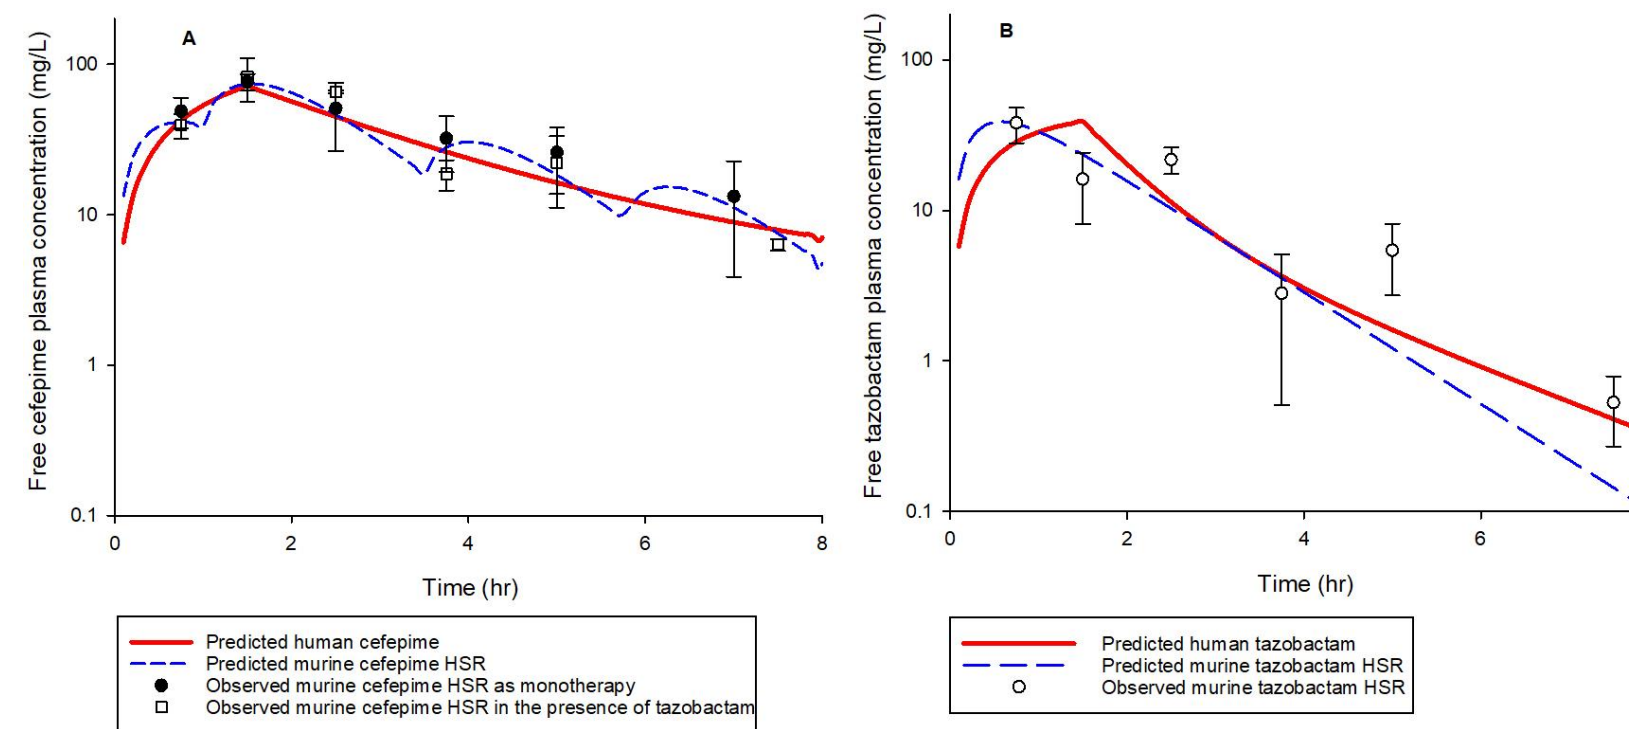 A
Free cefepime plasma concentration (mg/L)
100
10
1
0.1
0 2 4 6 8
Time (hr)
Predicted human cefepime
Predicted murine cefepime HSR
Observed murine cefepime HSR as monotherapy
Observed murine cefepime HSR in the presence of tazobactam
B
Free tazobactam plasma concentration (mg/L)
100
10
1
0.1
0 2 4 6
Time (hr)
Predicted human tazobactam
Predicted murine tazobactam HSR
Observed murine tazobactam HSR